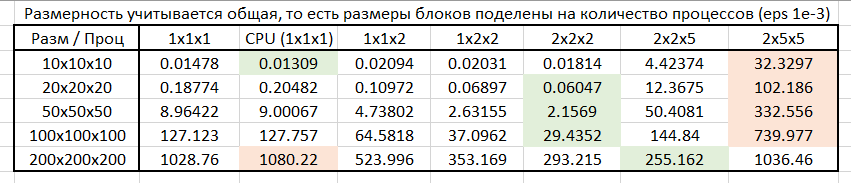 Размерность учитывается общая, то есть размеры блоков поделены на количество процессов (eps 1e-3)
Разм / Проц 1x1x1 CPU (1x1x1) 1x1x2 1x2x2 2x2x2 2x2x5 2x5x5
10x10x10 0.01478 0.01309 0.02094 0.02031 0.01814 4.42374 32.3297
20x20x20 0.18774 0.20482 0.10972 0.06897 0.06047 12.3675 102.186
50x50x50 8.96422 9.00067 4.73802 2.63155 2.1569 50.4081 332.556
100x100x100 127.123 127.757 64.5818 37.0962 29.4352 144.84 739.977
200x200x200 1028.76 1080.22 523.996 353.169 293.215 255.162 1036.46